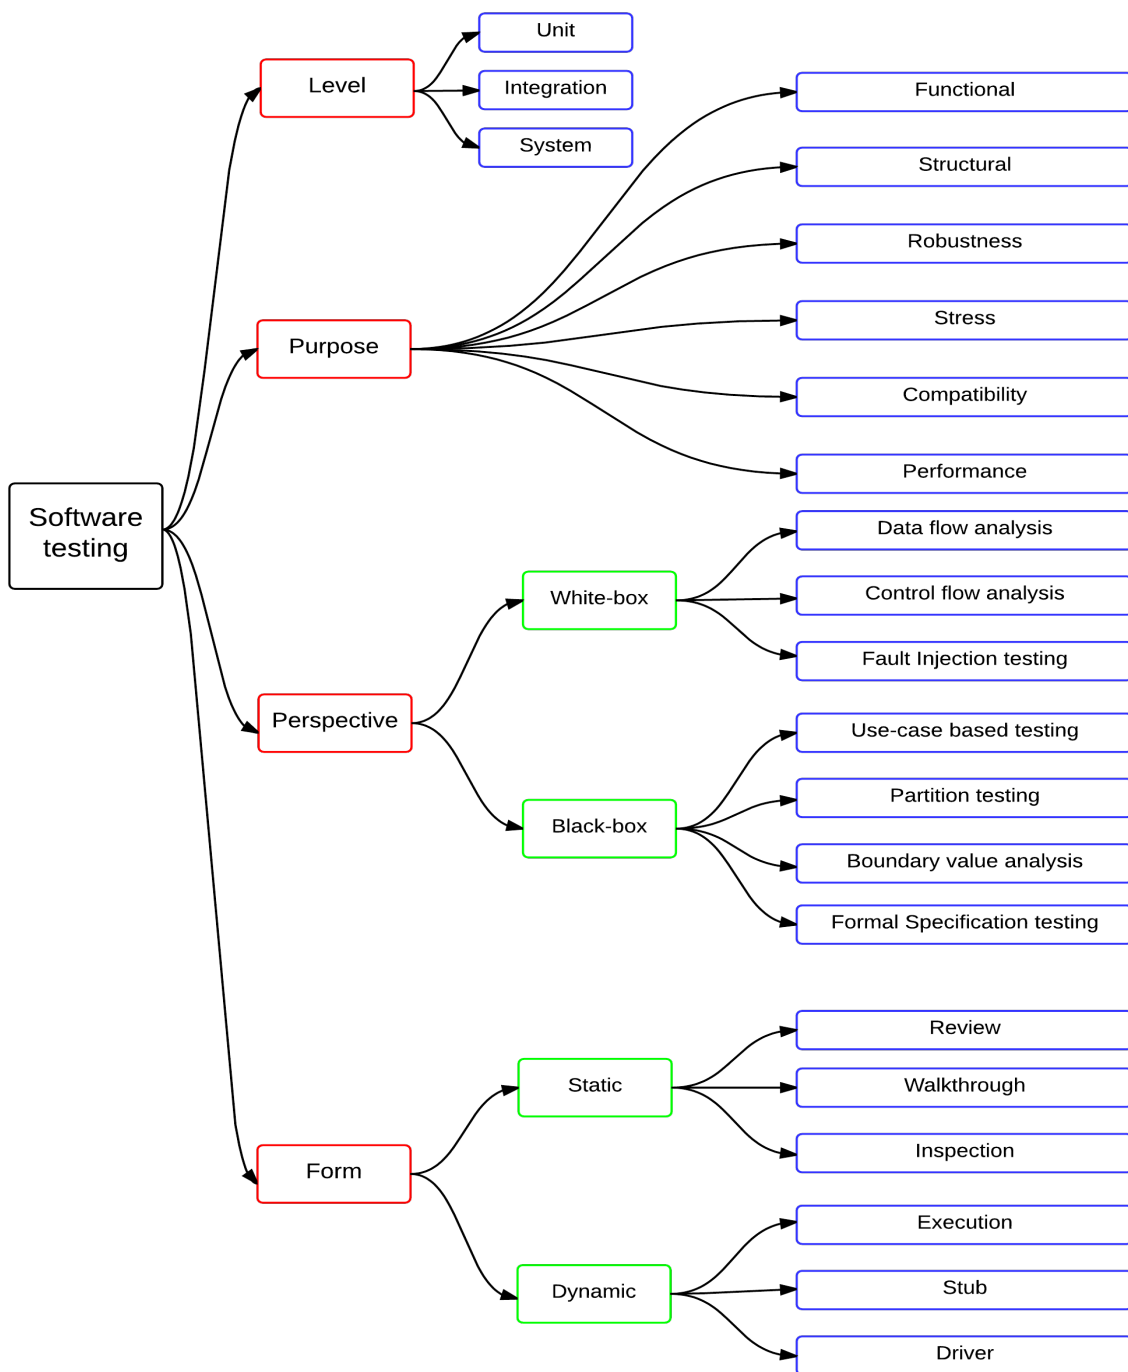 Unit
Level
Integration
System
Functional
Structural
Robustness
Stress
Purpose
Compatibility
Performance
Software
testing
Data flow analysis
White-box
Control flow analysis
Fault Injection testing
Perspective
Use-case based testing
Partition testing
Black-box
Boundary value analysis
Formal Specification testing
Review
Static
Walkthrough
Inspection
Form
Execution
Dynamic
Stub
Driver